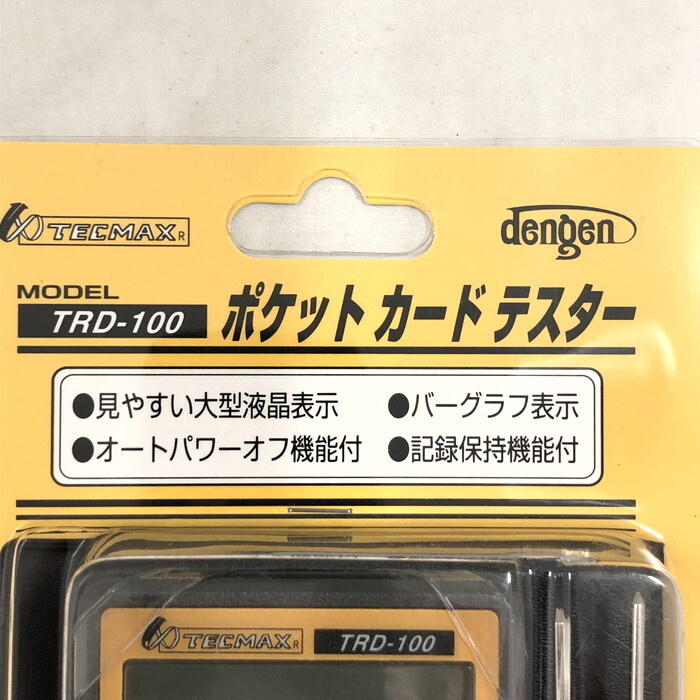 TECMAX R
dengen
MODEL
TRD-100 ポケット カード テスター
●見やすい大型液晶表示 ●バーグラフ表示
●オートパワーオフ機能付 ●記録保持機能付
TECMAX R TRD-100